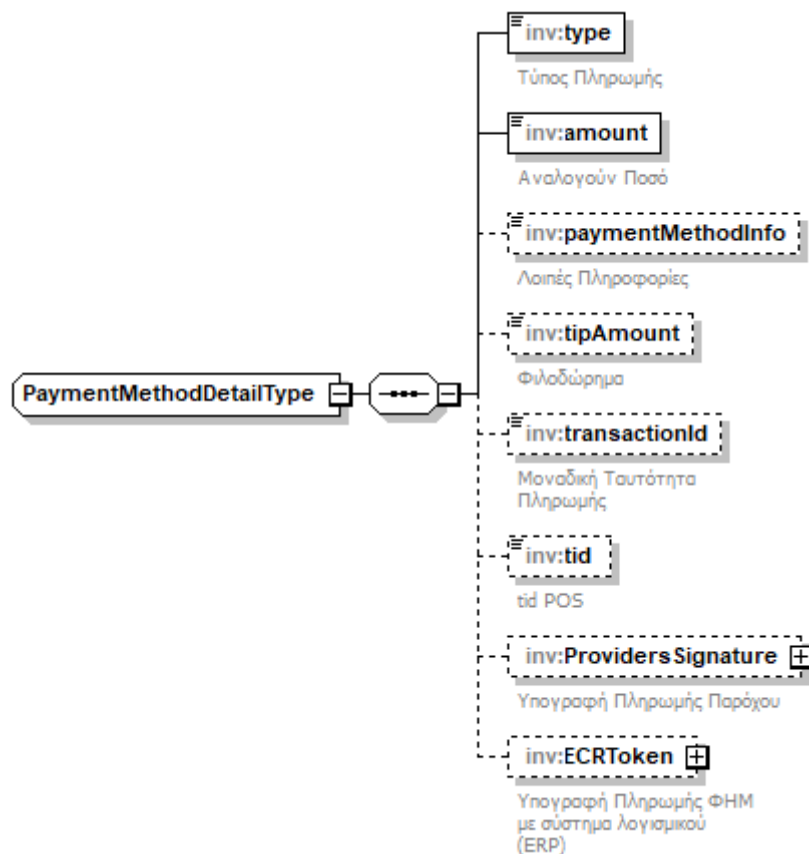 inv:type
Τύπος Πληρωμής
inv:amount
Αναλογούν Ποσό
inv:paymentMethodInfo
Λοιπές Πληροφορίες
inv:tipAmount
Φιλοδώρημα
PaymentMethodDetailType
inv:transactionId
Μοναδική Ταυτότητα
Πληρωμής
inv:tid
tid POS
inv:ProvidersSignature
Υπογραφή Πληρωμής Παρόχου
inv:ECRToken
Υπογραφή Πληρωμής ΦΗΜ
με σύστημα λογισμικού
(ERP)